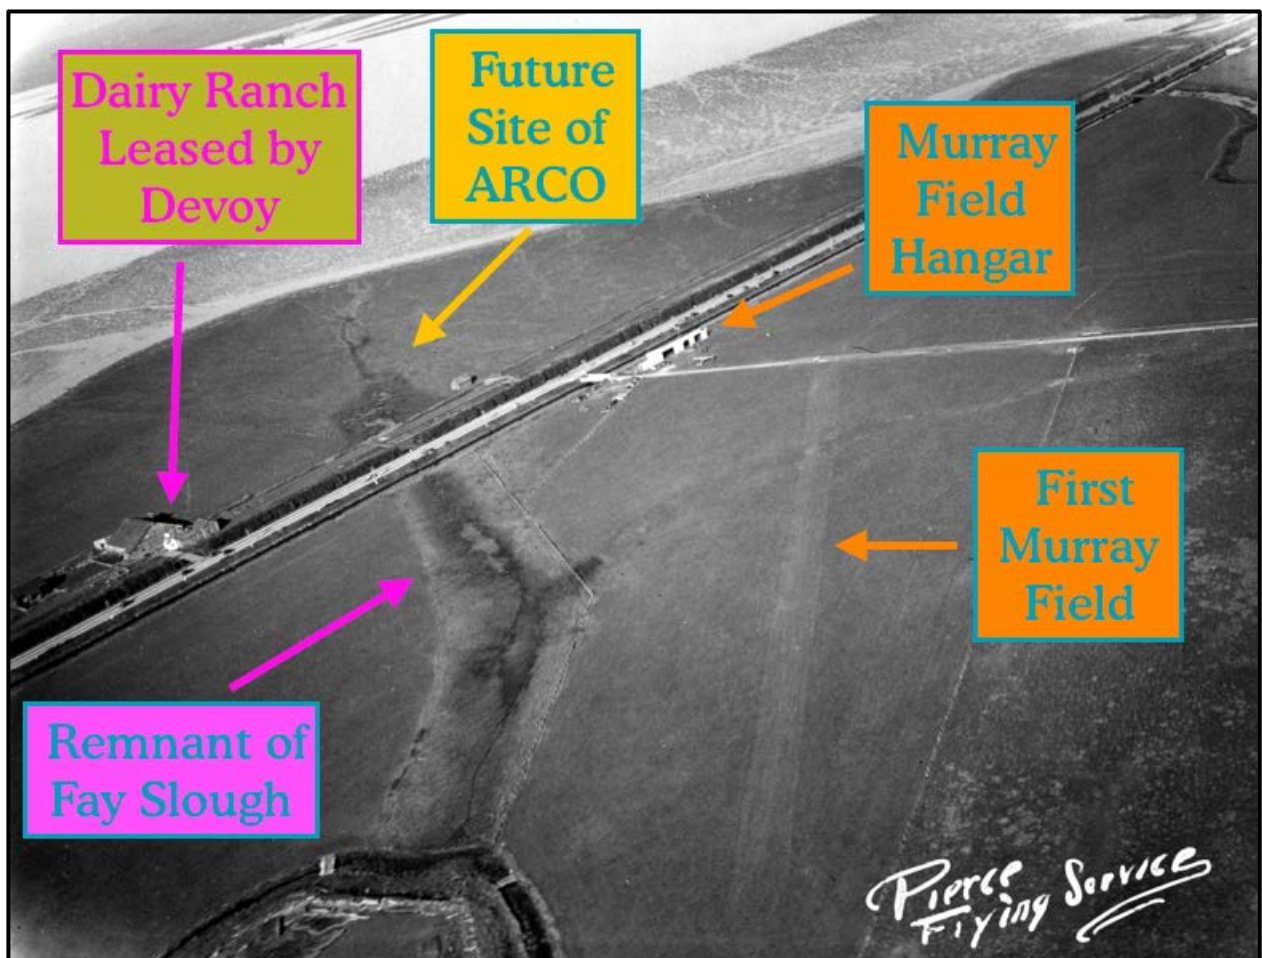 Dairy Ranch
Leased by
Devoy
Future
Site of
ARCO
Murray
Field
Hangar
First
Murray
Field
Remnant of
Fay Slough
Pierce
Flying Service